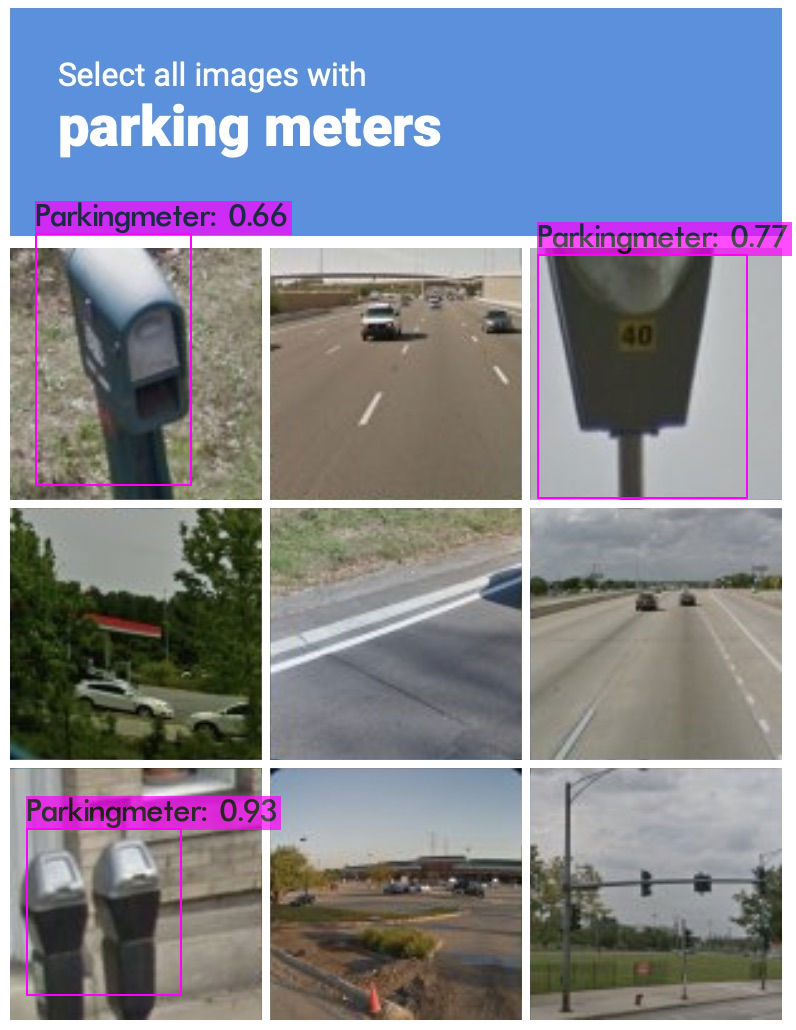 Select all images with
parking meters
Parkingmeter: 0.66
Parkingmeter: 0.77
40
Parkingmeter: 0.93